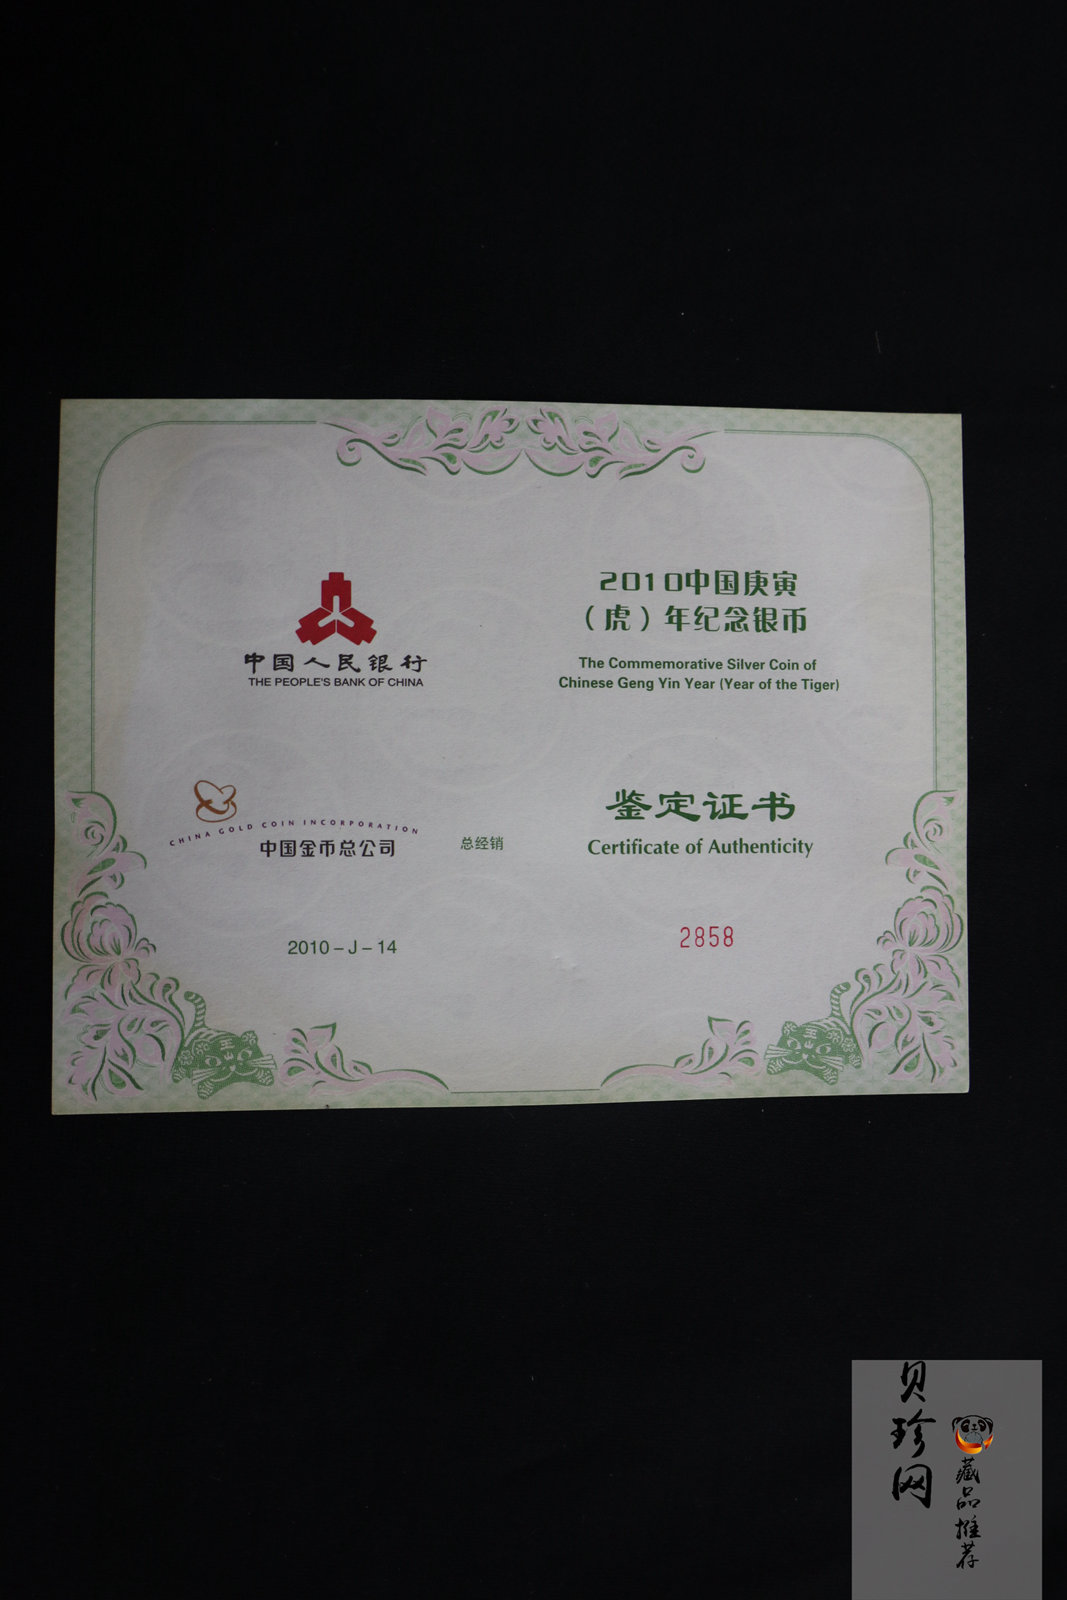 中国人民银行
THE PEOPLE'S BANK OF CHINA
CHINA GOLD COIN INCORPORATION
中国金币总公司
总经销
2010－J－14
2010中国庚寅
（虎）年纪念银币
The Commemorative Silver Coin of
Chinese Geng Yin Year (Year of the Tiger)
鉴定证书
Certificate of Authenticity
2858
贝珍网
藏品推荐